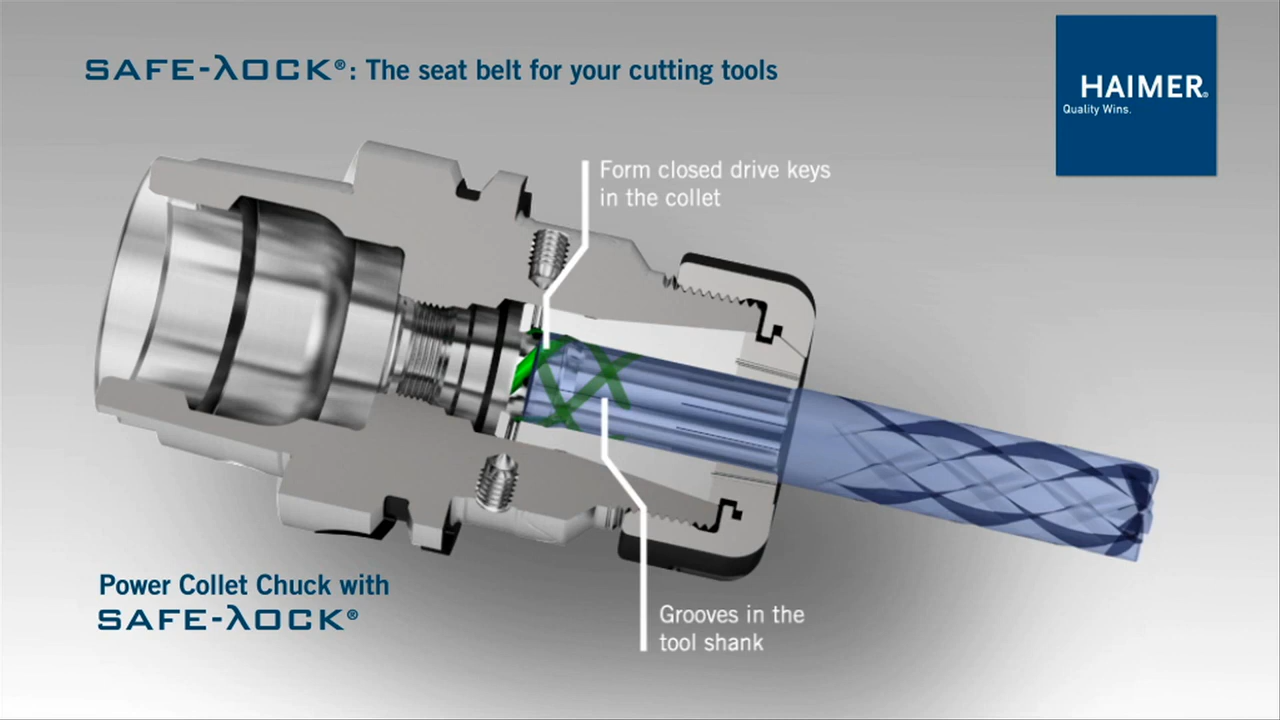 SAFE-λOCK®: The seat belt for your cutting tools
HAIMER®
Quality Wins.
Form closed drive keys
in the collet
Power Collet Chuck with
SAFE-λOCK®
Grooves in the
tool shank